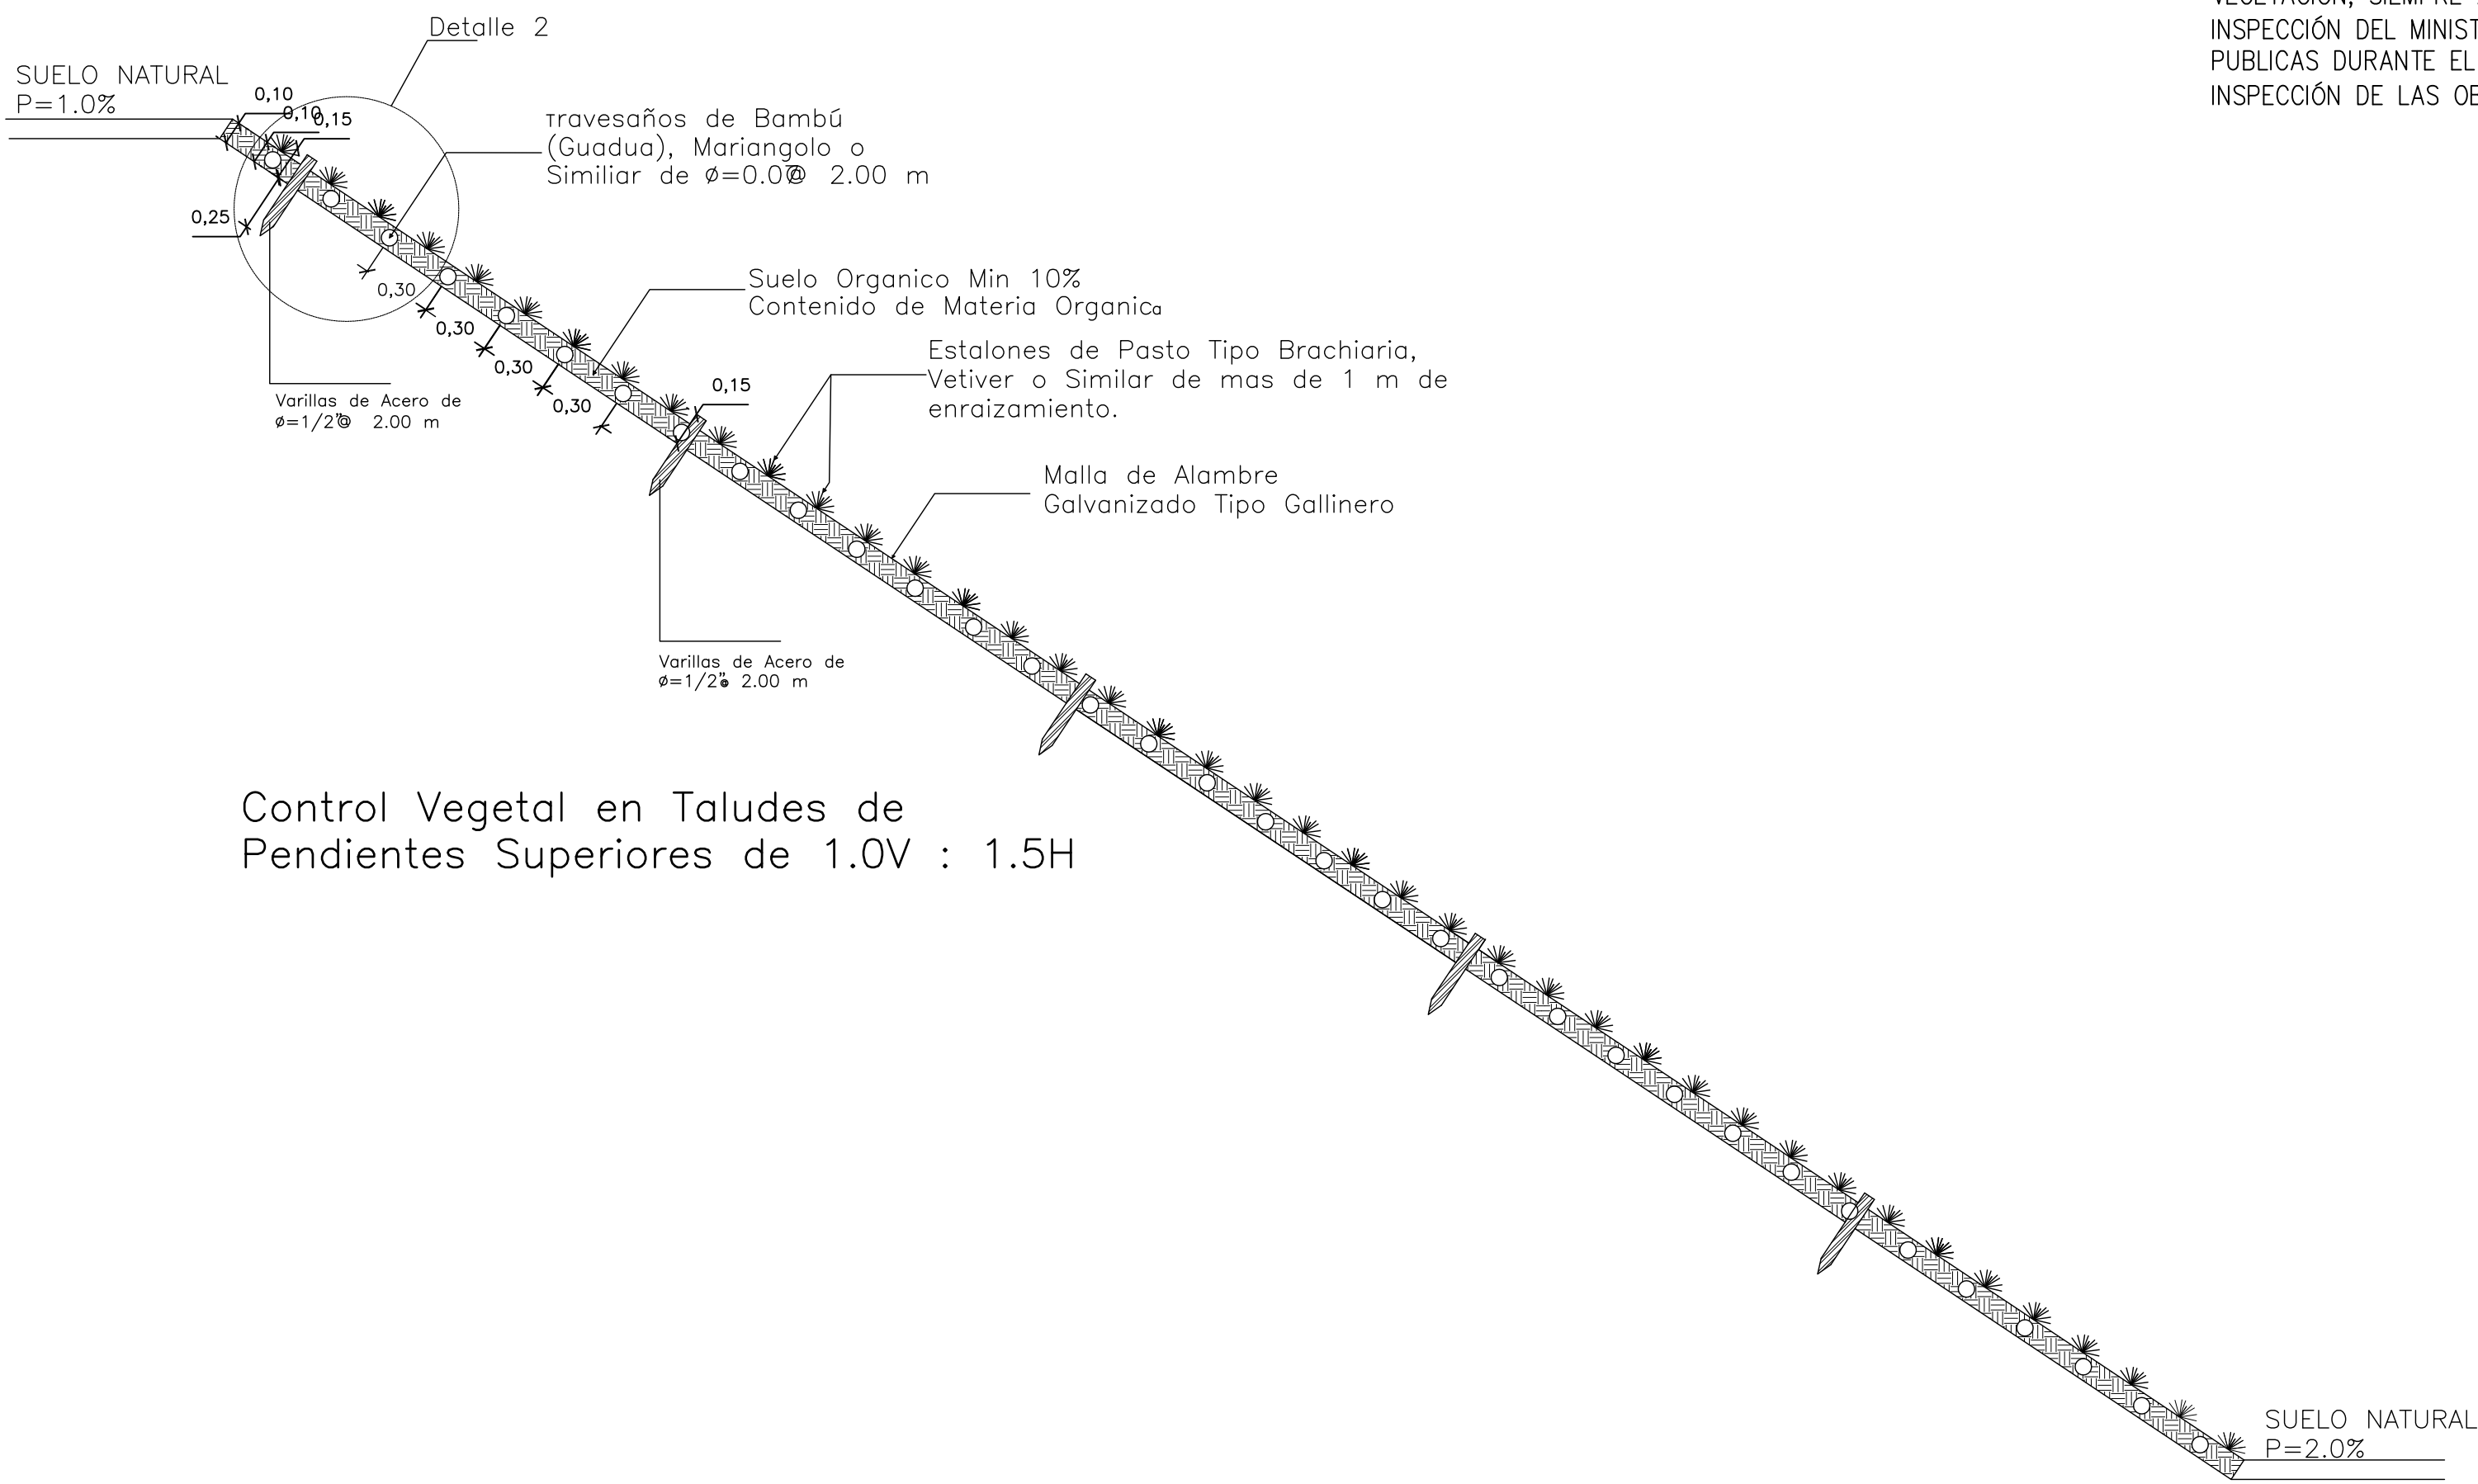 Detalle 2
SUELO NATURAL
P=1.0%
0,10
0,10
0,15
0,25
Travesaños de Bambú
(Guadua), Mariangolo o
Similiar de ø=0.0 @ 2.00 m
0,30
0,30
0,30
0,30
Suelo Organico Min 10%
Contenido de Materia Organica
Estalones de Pasto Tipo Brachiaria,
Vetiver o Similar de mas de 1 m de
enraizamiento.
0,15
Varillas de Acero de
ø=1/2"@ 2.00 m
Malla de Alambre
Galvanizado Tipo Gallinero
Varillas de Acero de
ø=1/2"@ 2.00 m
Control Vegetal en Taludes de
Pendientes Superiores de 1.0V : 1.5H
INSPECCIÓN DEL MINIST
PUBLICAS DURANTE EL
INSPECCIÓN DE LAS OB
SUELO NATURAL
P=2.0%